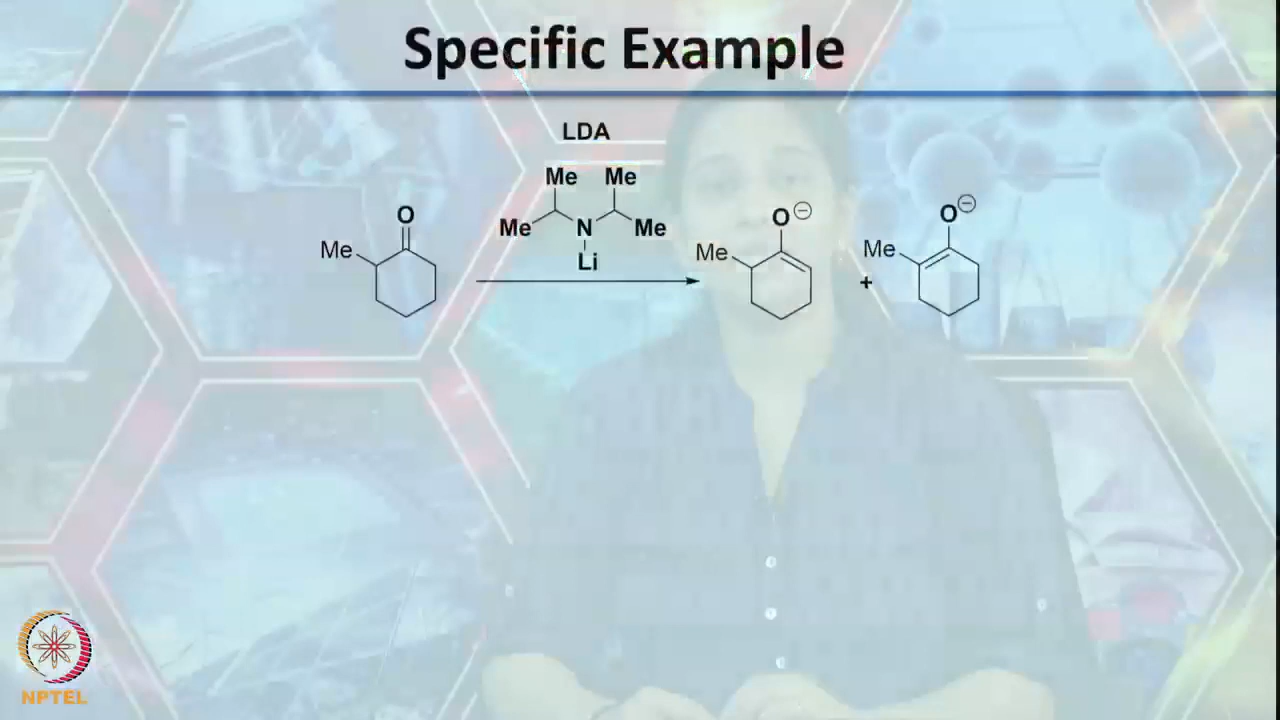 Specific Example
LDA
Me Me
O
Me
Me N Me
Li
O ⊖
Me
+
O ⊖
Me
NPTEL